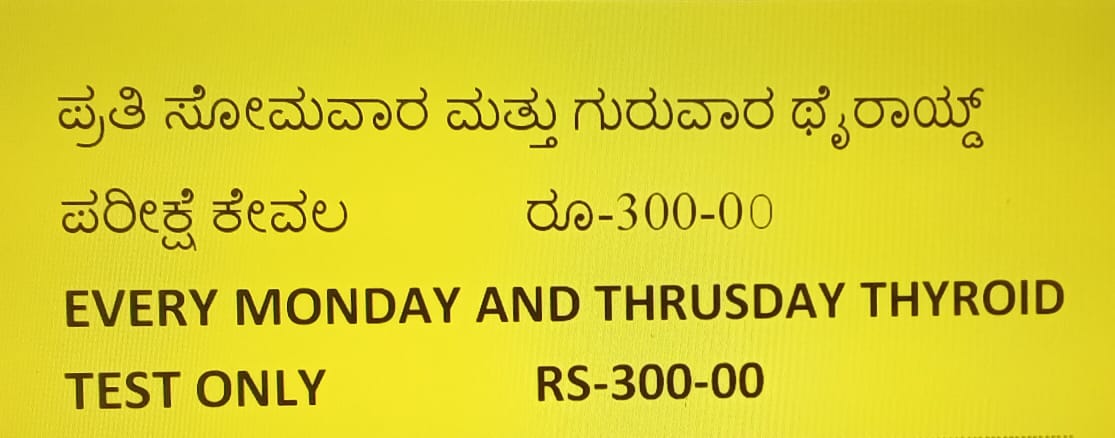 ಪ್ರತಿ ಸೋಮವಾರ ಮತ್ತು ಗುರುವಾರ ಥೈರಾಯ್ಡ್
ಪರೀಕ್ಷೆ ಕೇವಲ ರೂ-300-00
EVERY MONDAY AND THRUSDAY THYROID
TEST ONLY RS-300-00